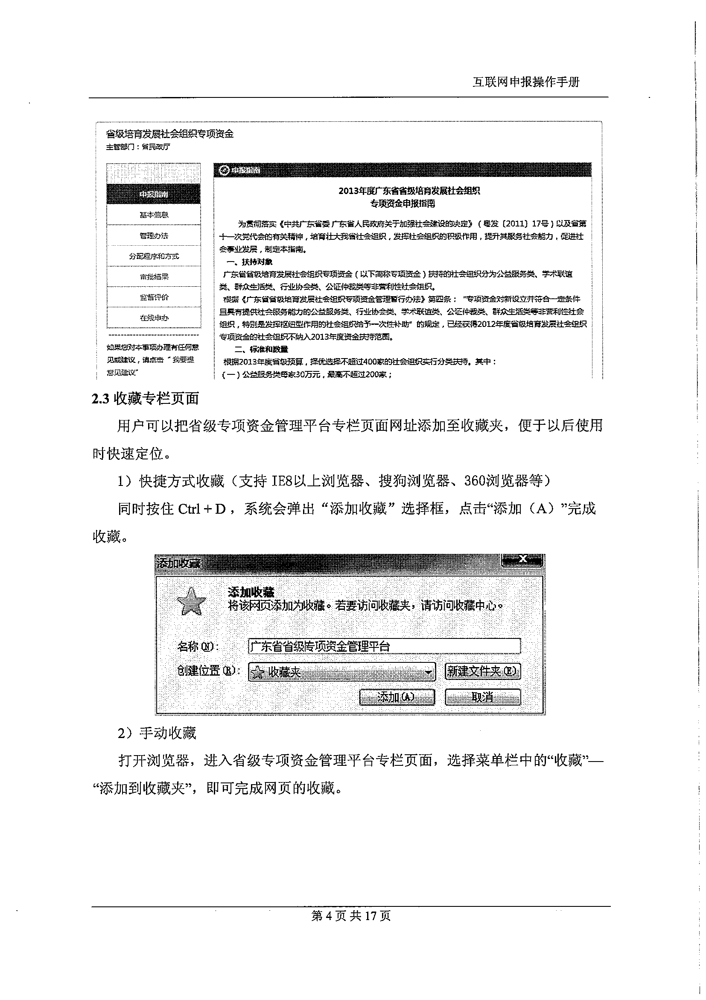 互联网申报操作手册
省级培育发展社会组织专项资金
主管部门：省民政厅
申报指南
基本信息
管理办法
分配程序和方式
审批结果
监督评价
在线申办
如果您对本事项办理有任何意
见或建议，请点击“我要提
意见建议”
申报指南
2013年度广东省省级培育发展社会组织
专项资金申报指南
为贯彻落实《中共广东省委 广东省人民政府关于加强社会建设的决定》（粤发〔2011〕17号）以及省第
十一次党代会的有关精神，培育壮大我省社会组织，发挥社会组织的积极作用，提升其服务社会能力，促进社
会事业发展，制定本指南。
一、扶持对象
广东省省级培育发展社会组织专项资金（以下简称专项资金）扶持的社会组织分为公益服务类、学术联谊
类、群众生活类、行业协会类、公证仲裁类等非营利性社会组织。
根据《广东省省级培育发展社会组织专项资金管理暂行办法》第四条：“专项资金对新设立并符合一定条件
且具有提供社会服务能力的公益服务类、行业协会类、学术联谊类、公证仲裁类、群众生活类等非营利性社会
组织，特别是发挥枢纽型作用的社会组织给予一次性补助”的规定，已经获得2012年度省级培育发展社会组织
专项资金的社会组织不纳入2013年度资金扶持范围。
二、标准和数量
根据2013年度省级预算，择优选择不超过400家的社会组织实行分类扶持。其中：
（一）公益服务类每家30万元，最高不超过200家；
2.3 收藏专栏页面
用户可以把省级专项资金管理平台专栏页面网址添加至收藏夹，便于以后使用
时快速定位。
1）快捷方式收藏（支持 IE8以上浏览器、搜狗浏览器、360浏览器等）
同时按住 Ctrl + D ，系统会弹出“添加收藏”选择框，点击“添加（A）”完成
收藏。
添加收藏
X
添加收藏
将该网页添加为收藏。若要访问收藏夹，请访问收藏中心。
名称(N): 广东省省级专项资金管理平台
创建位置(R): 收藏夹 新建文件夹(E)
添加(A) 取消
2）手动收藏
打开浏览器，进入省级专项资金管理平台专栏页面，选择菜单栏中的“收藏”—
“添加到收藏夹”，即可完成网页的收藏。
第 4 页 共 17 页